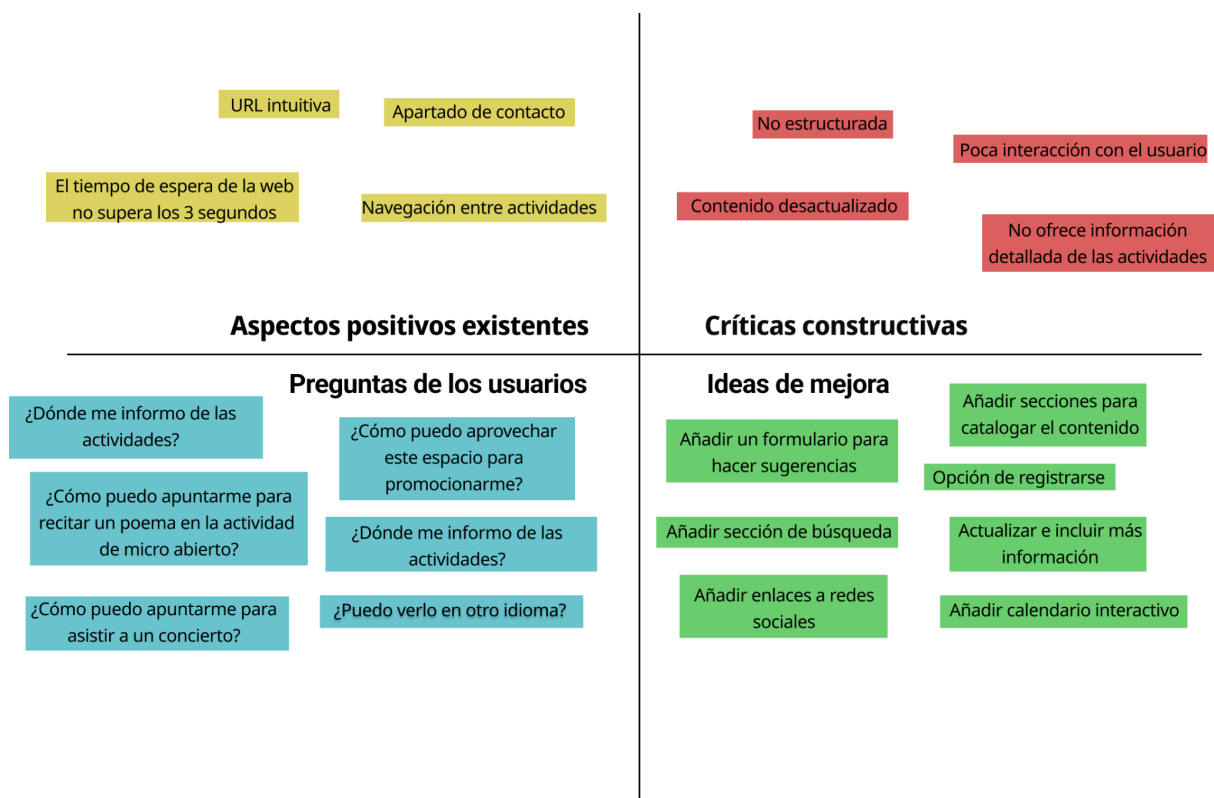 URL intuitiva
Apartado de contacto
El tiempo de espera de la web
no supera los 3 segundos
Navegación entre actividades
Aspectos positivos existentes
No estructurada
Poca interacción con el usuario
Contenido desactualizado
No ofrece información
detallada de las actividades
Críticas constructivas
Preguntas de los usuarios
¿Dónde me informo de las
actividades?
¿Cómo puedo aprovechar
este espacio para
promocionarme?
¿Cómo puedo apuntarme para
recitar un poema en la actividad
de micro abierto?
¿Dónde me informo de las
actividades?
¿Cómo puedo apuntarme para
asistir a un concierto?
¿Puedo verlo en otro idioma?
Ideas de mejora
Añadir secciones para
catalogar el contenido
Añadir un formulario para
hacer sugerencias
Opción de registrarse
Añadir sección de búsqueda
Actualizar e incluir más
información
Añadir enlaces a redes
sociales
Añadir calendario interactivo